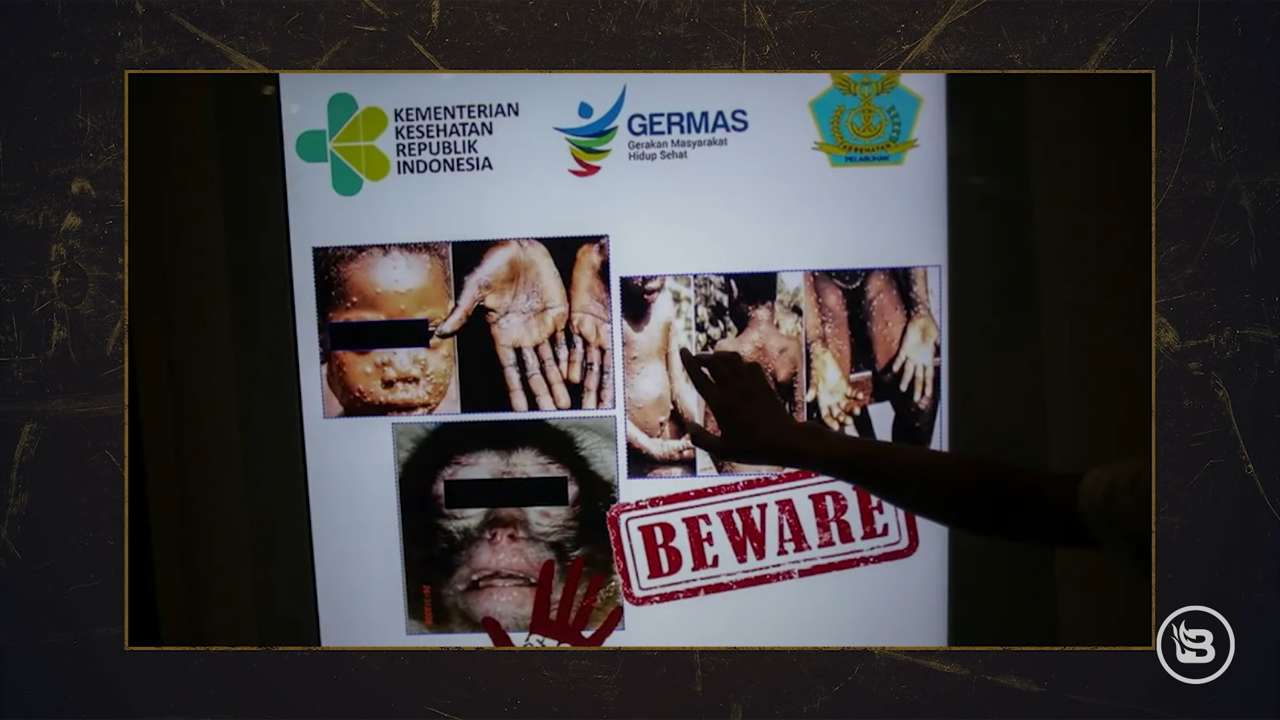 KEMENTERIAN
KESEHATAN
REPUBLIK
INDONESIA
GERMAS
Gerakan Masyarakat
Hidup Sehat
KESEHATAN
PELABUHAN
BEWARE
B